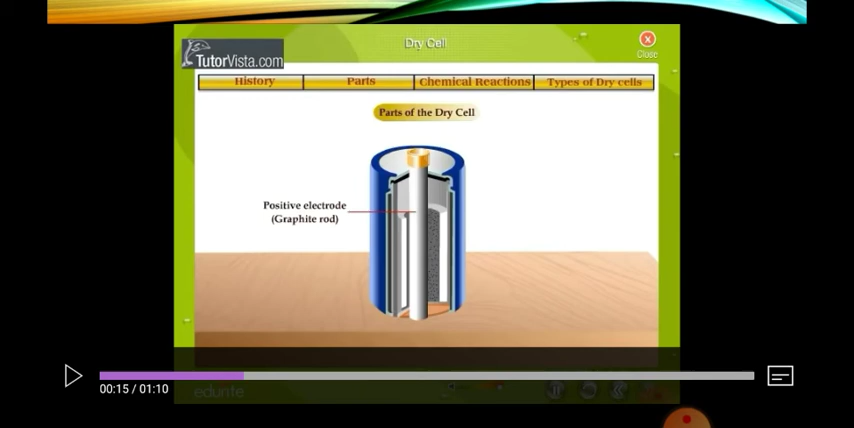 Dry Cell
Close
TutorVista.com
History
Parts
Chemical Reactions
Types of Dry cells
Parts of the Dry Cell
Positive electrode
(Graphite rod)
00:15 / 01:10
edurite